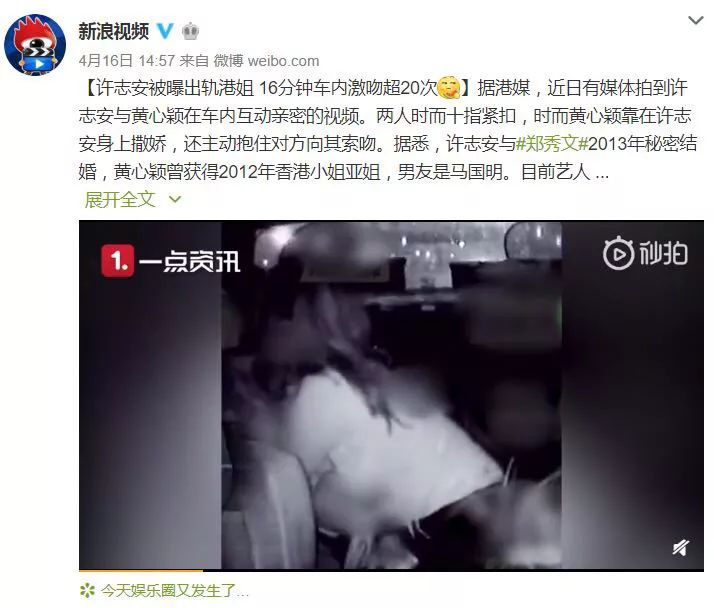 新浪视频
4月16日 14:57 来自 微博 weibo.com
【许志安被曝出轨港姐 16分钟车内激吻超20次】据港媒，近日有媒体拍到许
志安与黄心颖在车内互动亲密的视频。两人时而十指紧扣，时而黄心颖靠在许志
安身上撒娇，还主动抱住对方向其索吻。据悉，许志安与#郑秀文#2013年秘密结
婚，黄心颖曾获得2012年香港小姐亚姐，男友是马国明。目前艺人 ...
展开全文
1. 一点资讯
秒拍
今天娱乐圈又发生了...